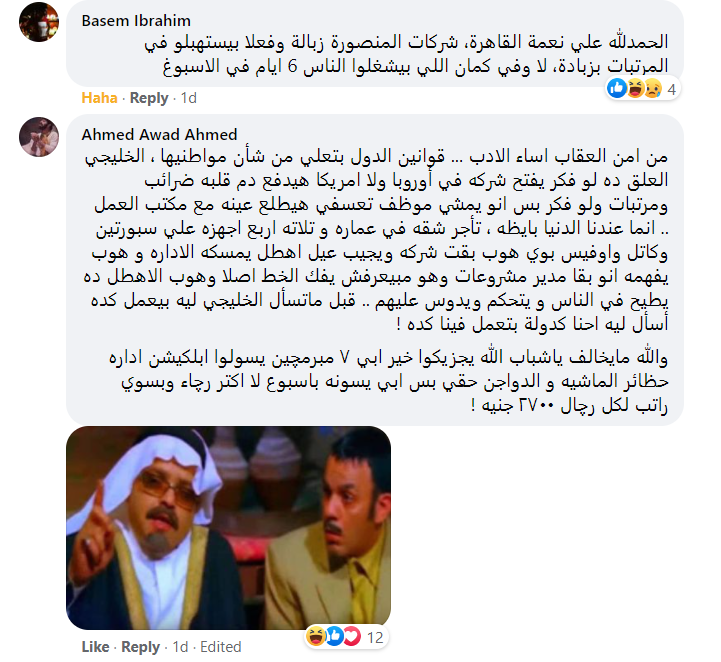 Basem Ibrahim
الحمدلله علي نعمة القاهرة، شركات المنصورة زبالة وفعلا بيستهبلو في
المرتبات بزبادة، لا وفي كمان اللي بيشغلوا الناس 6 ايام في الاسبوغ
Haha · Reply · 1d
4
Ahmed Awad Ahmed
من امن العقاب اساء الادب ... قوانين الدول بتعلي من شأن مواطنيها ، الخليجي
العلق ده لو فكر يفتح شركه في أوروبا ولا امريكا هيدفع دم قلبه ضرائب
ومرتبات ولو فكر بس انو يمشي موظف تعسفي هيطلع عينه مع مكتب العمل
.. انما عندنا الدنيا بايظه ، تأجر شقه في عماره و تلاته اربع اجهزه علي سبورتين
وكاتل واوفيس بوي هوب بقت شركه ويجيب عيل اهطل يمسكه الاداره و هوب
يفهمه انو بقا مدير مشروعات وهو مبيعرفش يفك الخط اصلا وهوب الاهطل ده
يطيح في الناس و يتحكم ويدوس عليهم .. قبل ماتسأل الخليجي ليه بيعمل كده
أسأل ليه احنا كدولة بتعمل فينا كده !
والله مايخالف ياشباب الله يجزيكوا خير ابي ٧ مبرمچين يسولوا ابلكيشن اداره
حظائر الماشيه و الدواجن حقي بس ابي يسونه باسبوع لا اكتر رچاء وبسوي
راتب لكل رچال ٢٧٠٠ جنيه !
12
Like · Reply · 1d · Edited